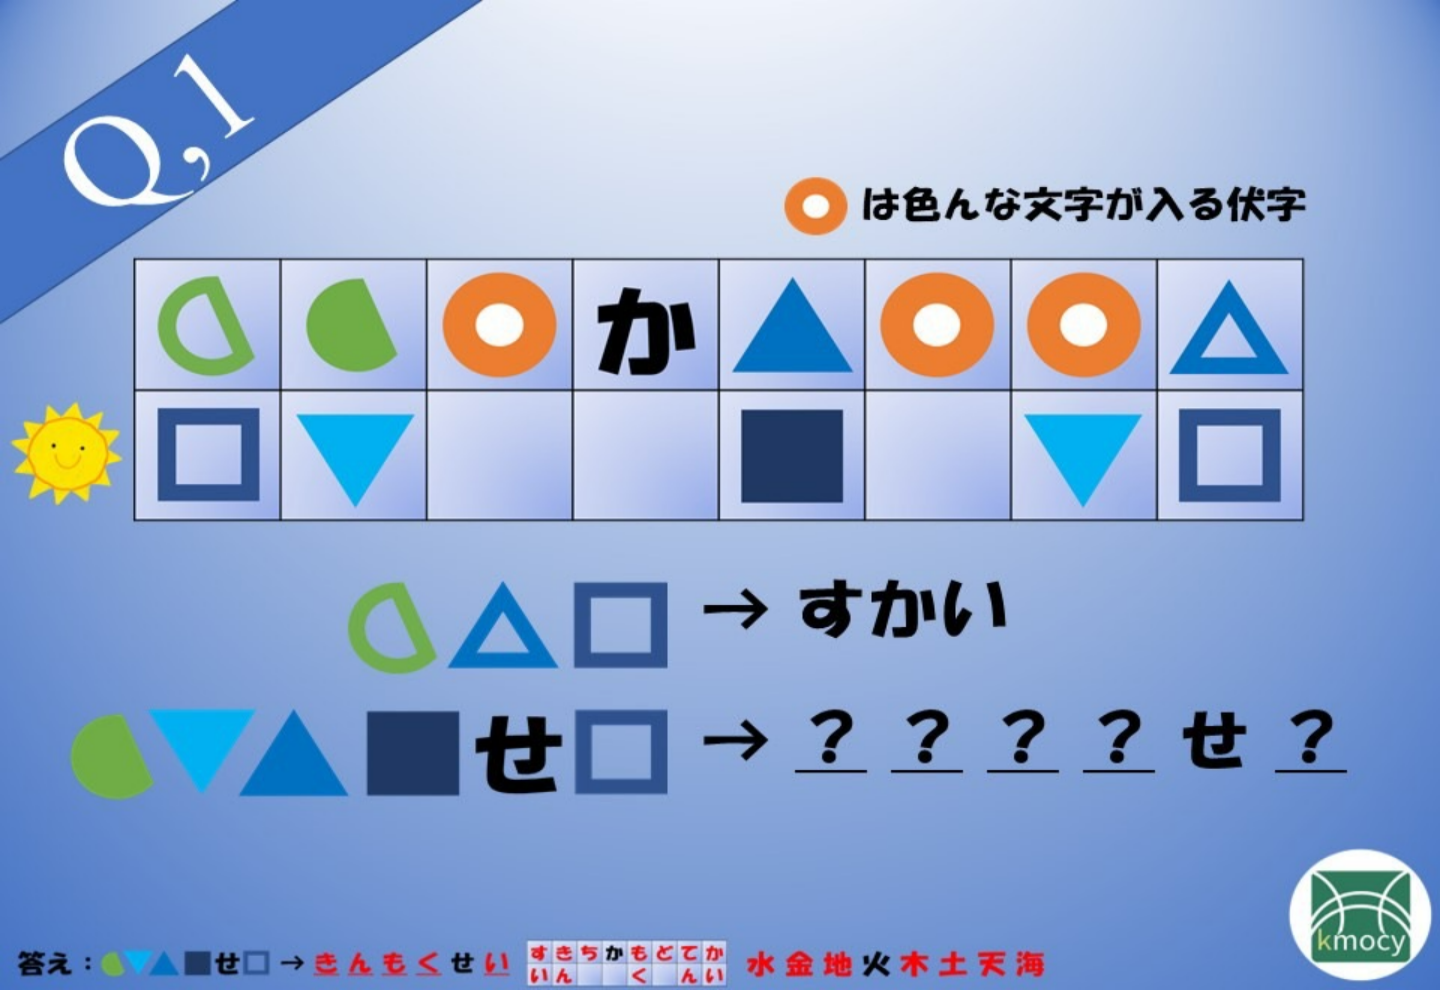 Q,1
は色んな文字が入る伏字
か
→ すかい
せ → ？ ？ ？ ？ せ ？
kmocy
答え： せ → きんもくせい すきちかもどてかいんくんい 水金地火木土天海